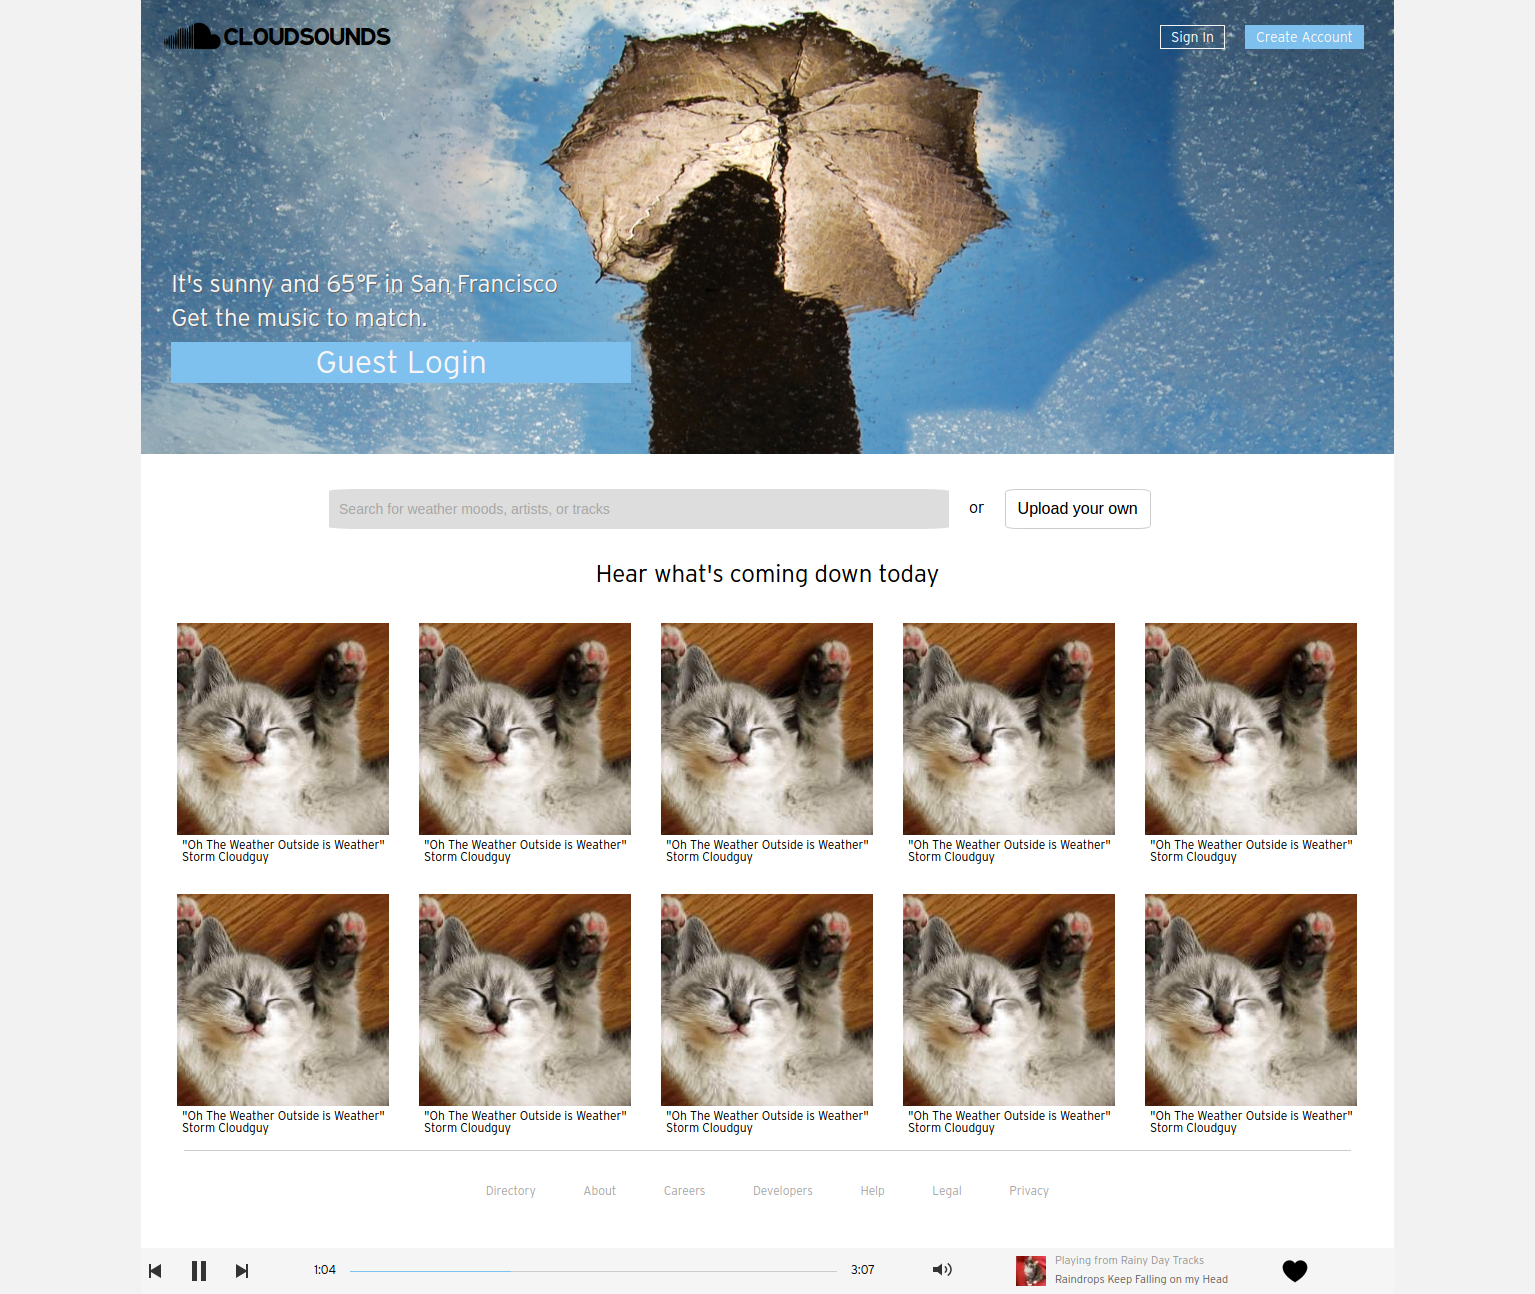 CLOUDSOUNDS
Sign In
Create Account
It's sunny and 65°F in San Francisco
Get the music to match.
Guest Login
Search for weather moods, artists, or tracks
or
Upload your own
Hear what's coming down today
"Oh The Weather Outside is Weather"
Storm Cloudguy
"Oh The Weather Outside is Weather"
Storm Cloudguy
"Oh The Weather Outside is Weather"
Storm Cloudguy
"Oh The Weather Outside is Weather"
Storm Cloudguy
"Oh The Weather Outside is Weather"
Storm Cloudguy
"Oh The Weather Outside is Weather"
Storm Cloudguy
"Oh The Weather Outside is Weather"
Storm Cloudguy
"Oh The Weather Outside is Weather"
Storm Cloudguy
"Oh The Weather Outside is Weather"
Storm Cloudguy
"Oh The Weather Outside is Weather"
Storm Cloudguy
Directory
About
Careers
Developers
Help
Legal
Privacy
1:04
3:07
Playing from Rainy Day Tracks
Raindrops Keep Falling on my Head